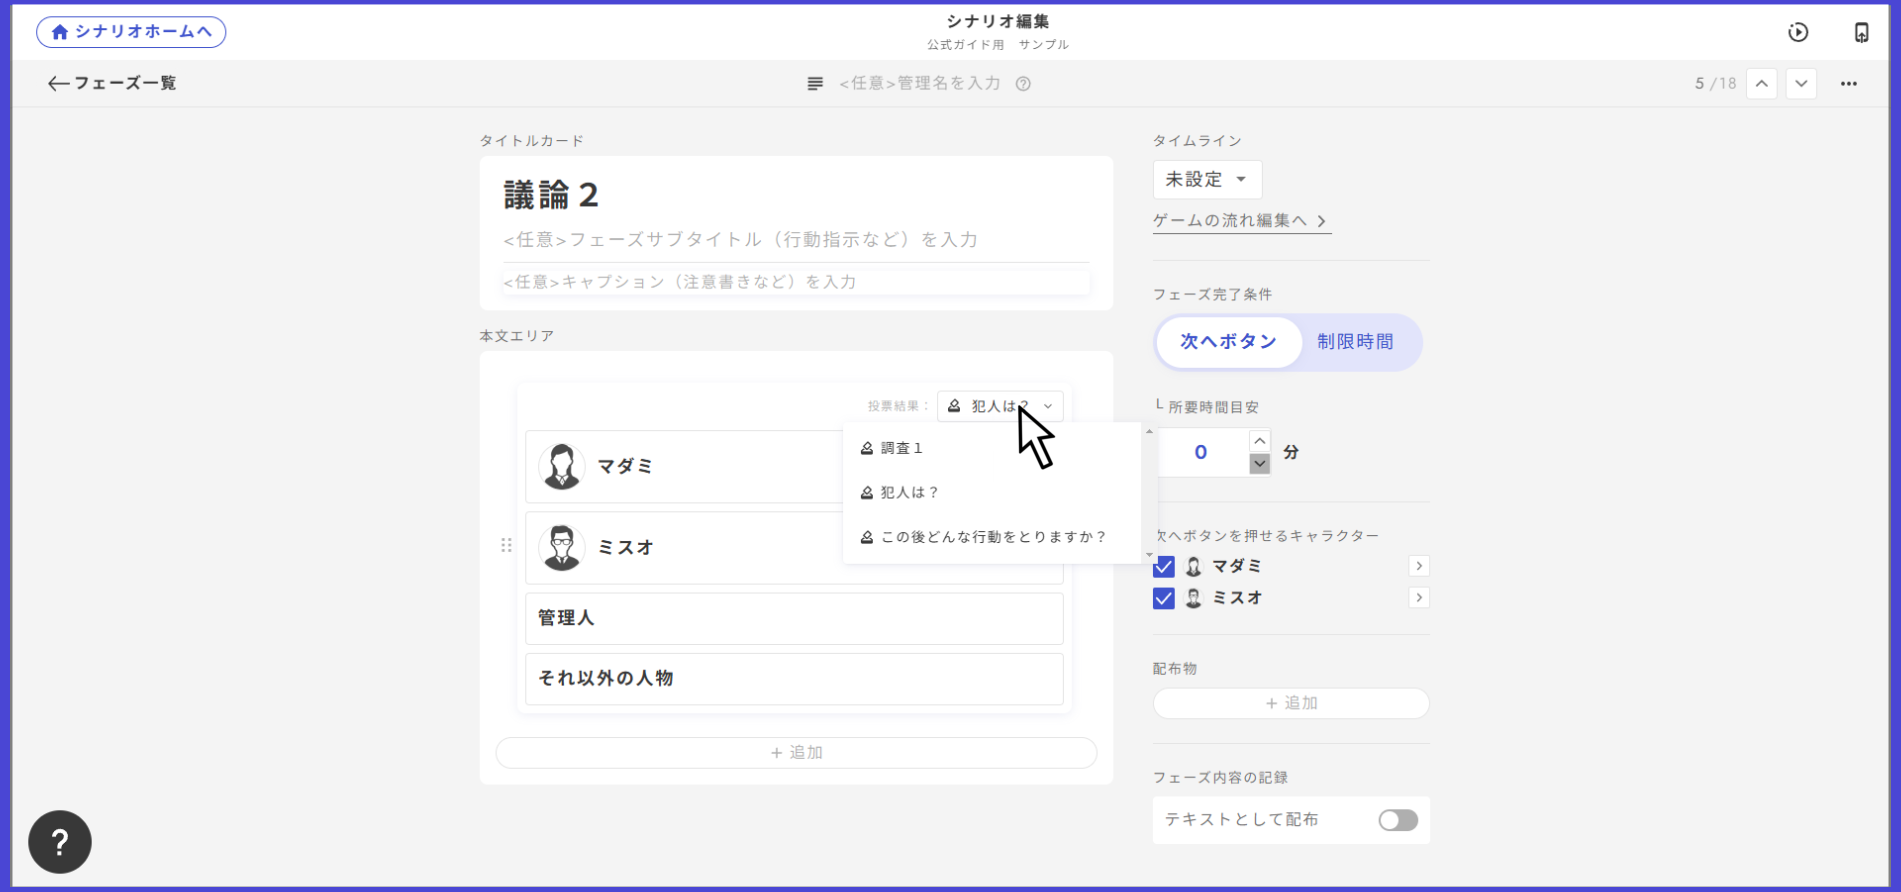 シナリオホームへ
シナリオ編集
公式ガイド用　サンプル
フェーズ一覧
<任意>管理名を入力
5 /18
タイトルカード
議論２
<任意>フェーズサブタイトル（行動指示など）を入力
<任意>キャプション（注意書きなど）を入力
本文エリア
投票結果：
犯人は？
調査１
犯人は？
この後どんな行動をとりますか？
マダミ
ミスオ
管理人
それ以外の人物
+ 追加
タイムライン
未設定
ゲームの流れ編集へ
フェーズ完了条件
次へボタン
制限時間
└ 所要時間目安
0
分
次へボタンを押せるキャラクター
マダミ
ミスオ
配布物
+ 追加
フェーズ内容の記録
テキストとして配布
?